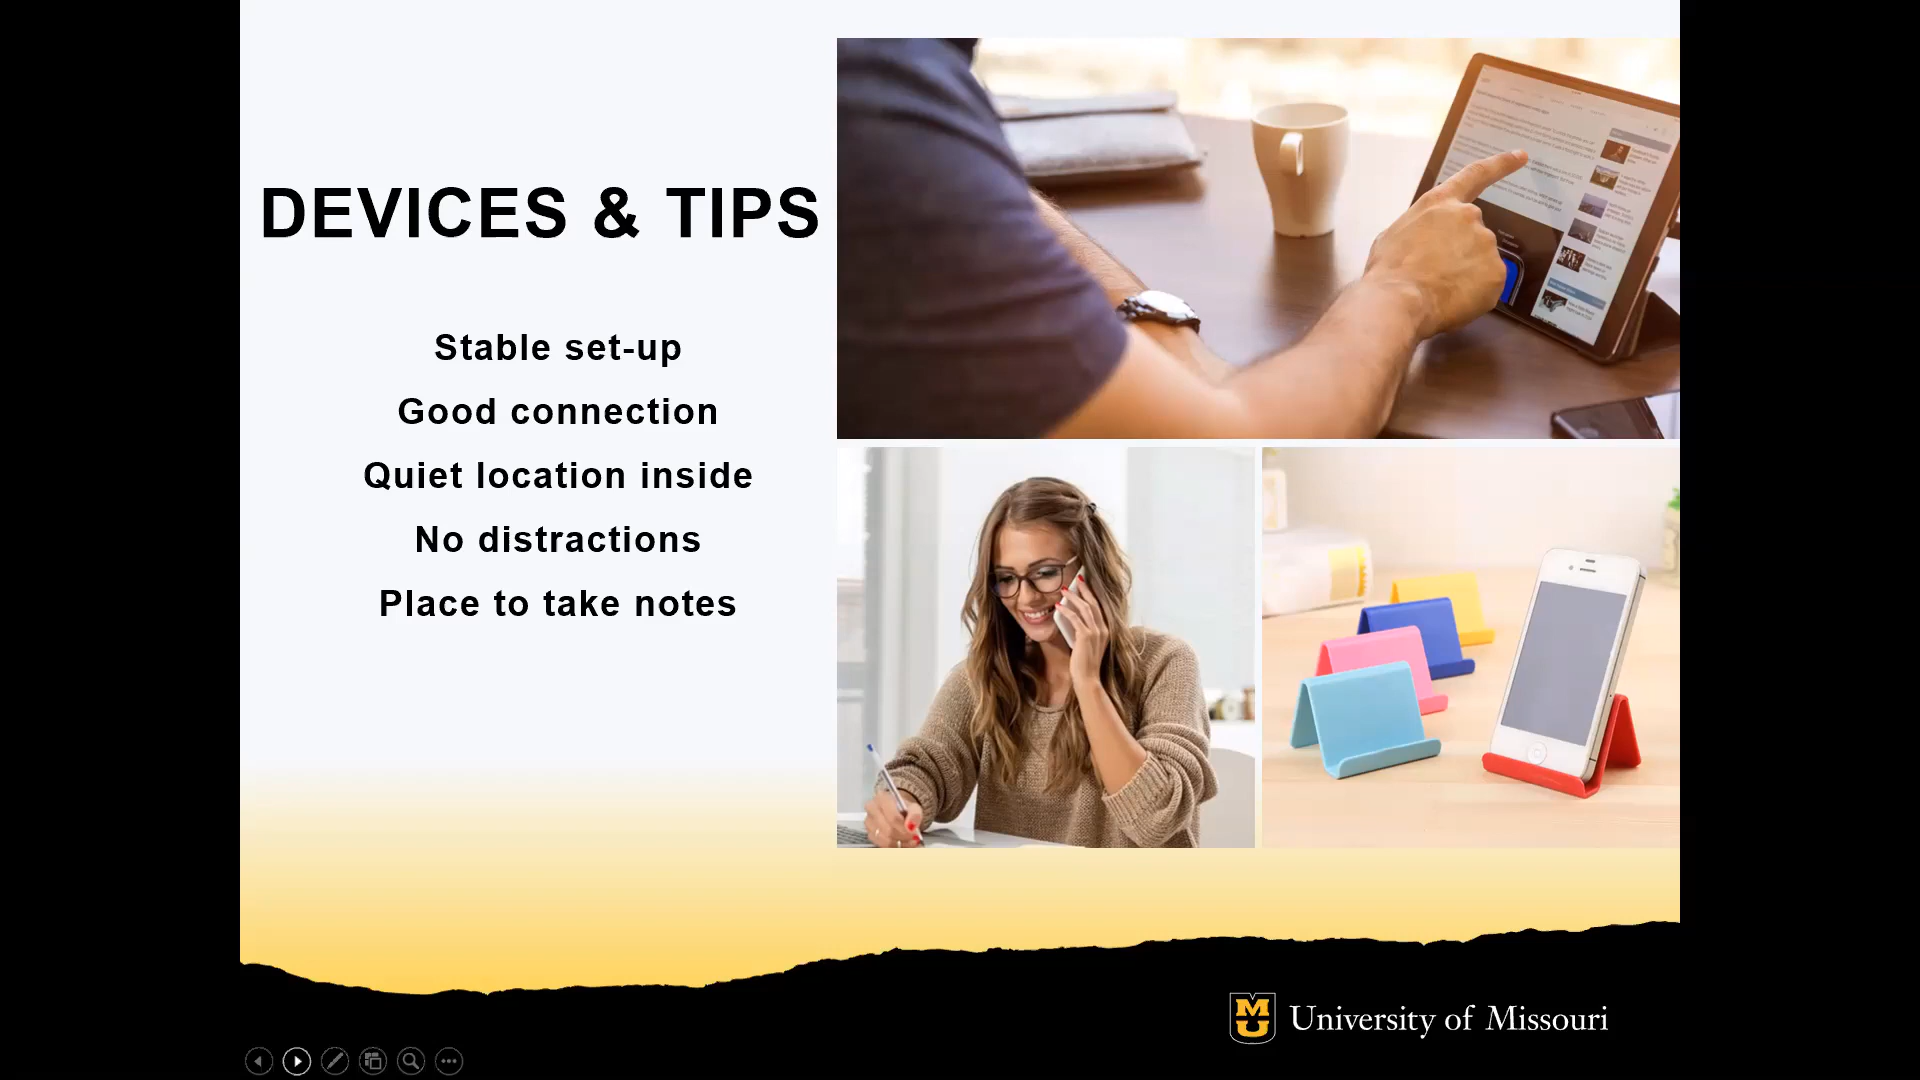 DEVICES & TIPS
Stable set-up
Good connection
Quiet location inside
No distractions
Place to take notes
MU
University of Missouri